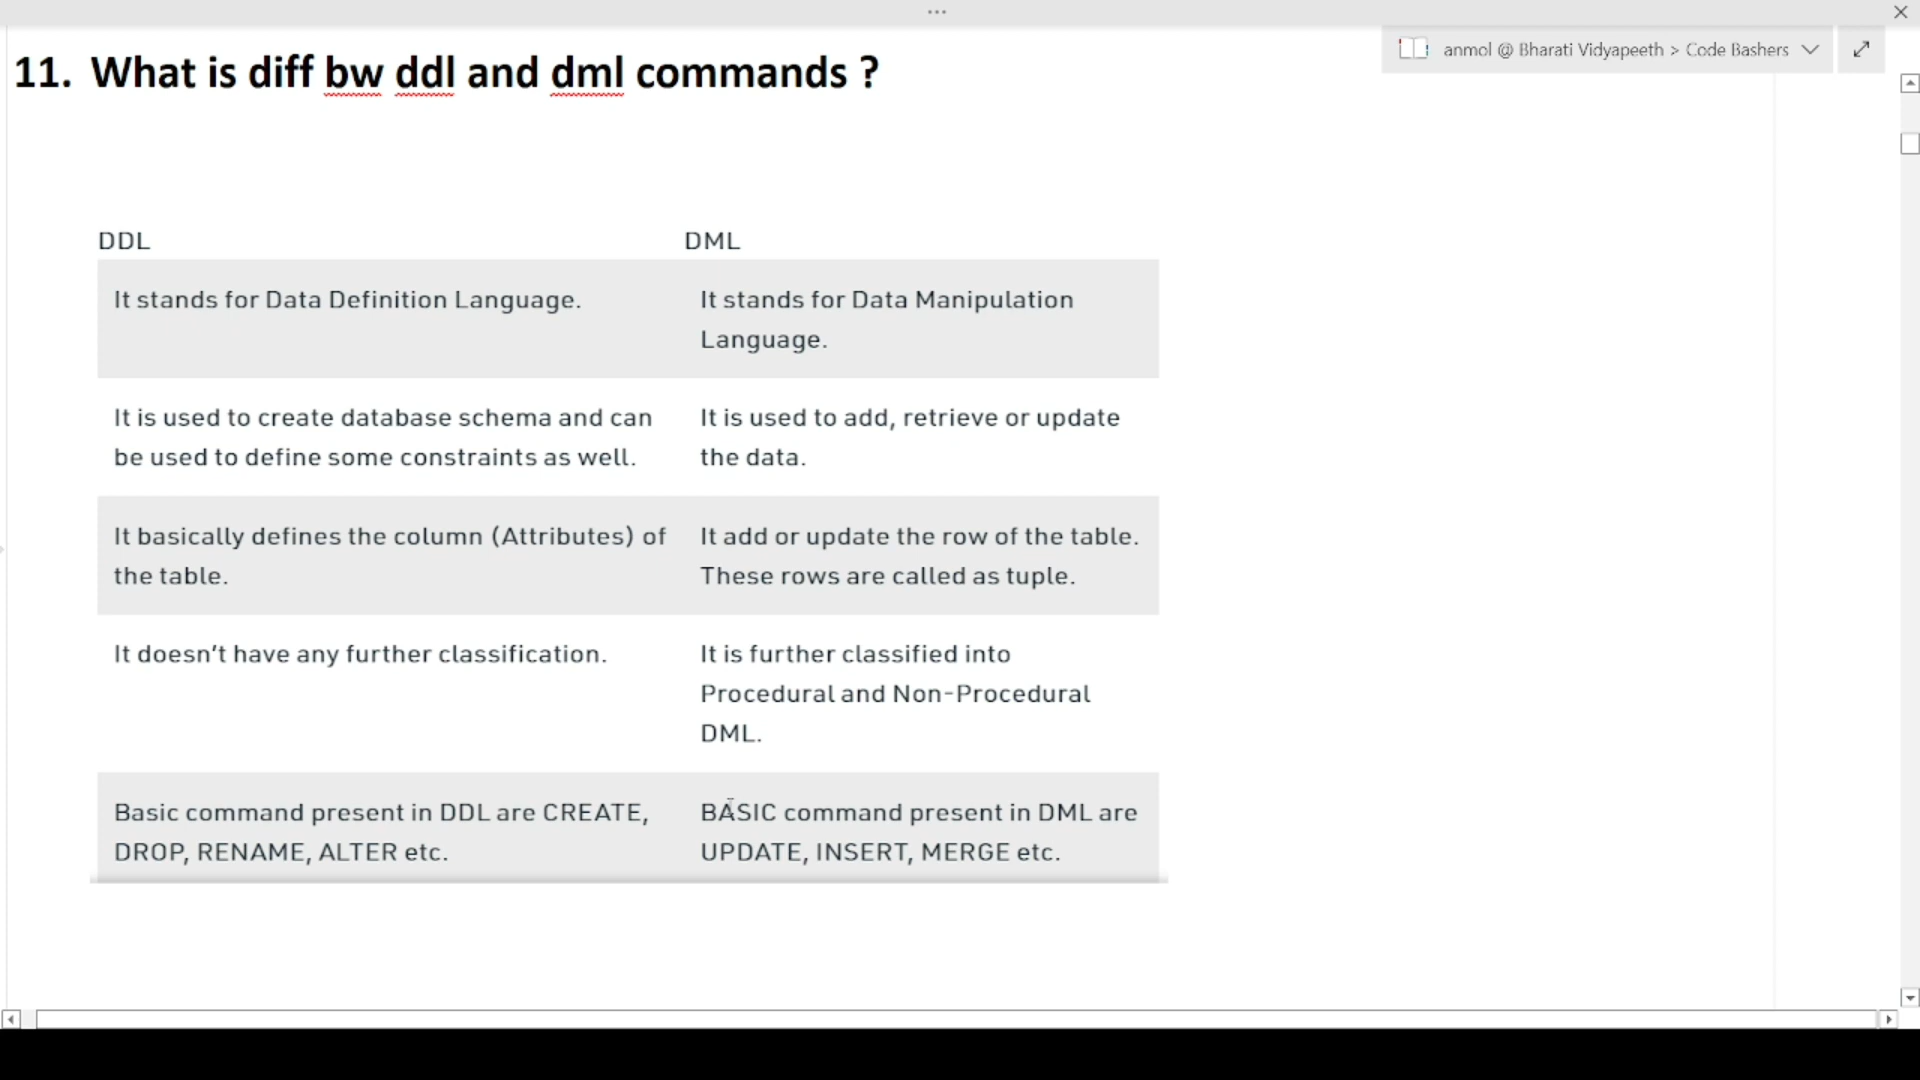 anmol @ Bharati Vidyapeeth > Code Bashers
11. What is diff bw ddl and dml commands ?
DDL
DML
It stands for Data Definition Language.
It stands for Data Manipulation
Language.
It is used to create database schema and can
be used to define some constraints as well.
It is used to add, retrieve or update
the data.
It basically defines the column (Attributes) of
the table.
It add or update the row of the table.
These rows are called as tuple.
It doesn't have any further classification.
It is further classified into
Procedural and Non-Procedural
DML.
Basic command present in DDL are CREATE,
DROP, RENAME, ALTER etc.
BASIC command present in DML are
UPDATE, INSERT, MERGE etc.